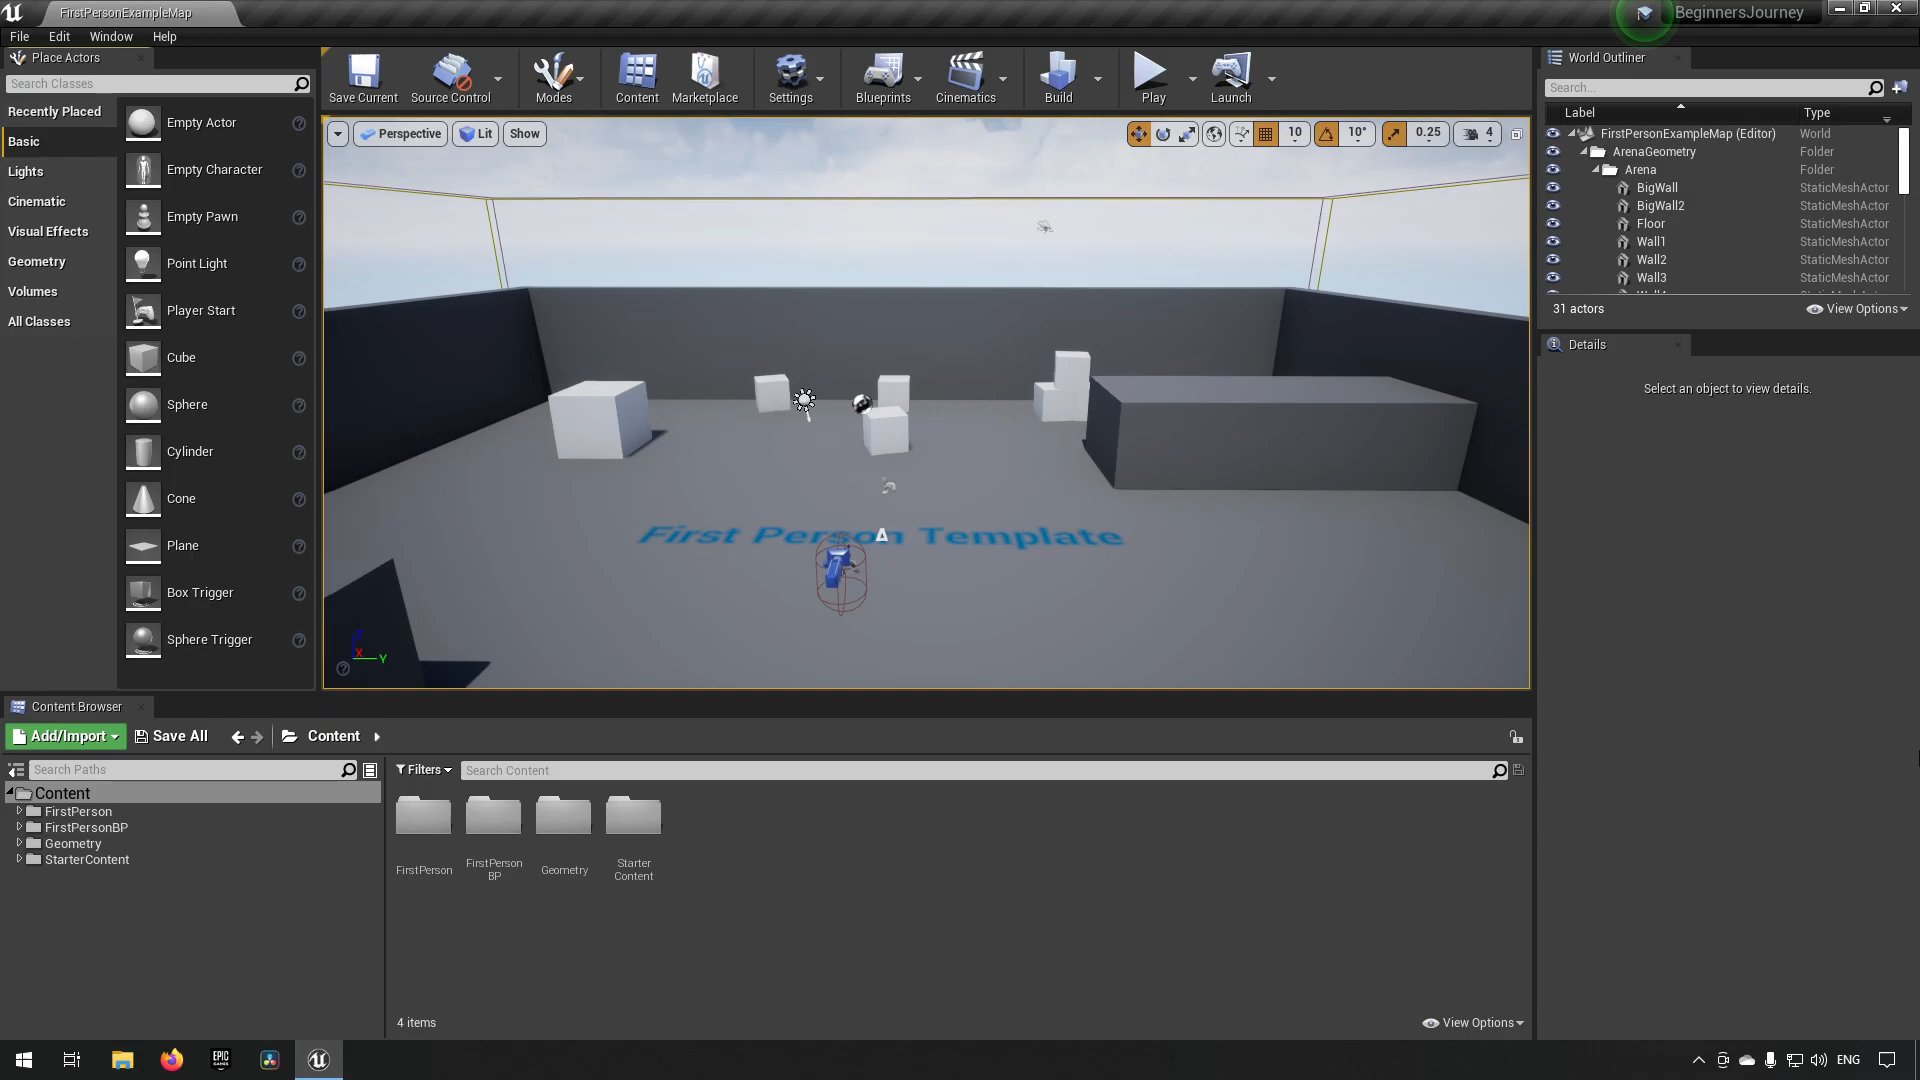 FirstPersonExampleMap
BeginnersJourney
File Edit Window Help
Place Actors
Search Classes
Recently Placed
Basic
Lights
Cinematic
Visual Effects
Geometry
Volumes
All Classes
Empty Actor
Empty Character
Empty Pawn
Point Light
Player Start
Cube
Sphere
Cylinder
Cone
Plane
Box Trigger
Sphere Trigger
Save Current
Source Control
Modes
Content
Marketplace
Settings
Blueprints
Cinematics
Build
Play
Launch
Perspective Lit Show
10 10° 0.25 4
First Person Template
Z
X
Y
World Outliner
Search...
Label Type
FirstPersonExampleMap (Editor) World
ArenaGeometry Folder
Arena Folder
BigWall StaticMeshActor
BigWall2 StaticMeshActor
Floor StaticMeshActor
Wall1 StaticMeshActor
Wall2 StaticMeshActor
Wall3 StaticMeshActor
31 actors View Options
Details
Select an object to view details.
Content Browser
Add/Import Save All Content
Search Paths
Content
FirstPerson
FirstPersonBP
Geometry
StarterContent
Filters Search Content
FirstPerson
FirstPerson
BP
Geometry
Starter
Content
4 items View Options
EPIC
GAMES
ENG